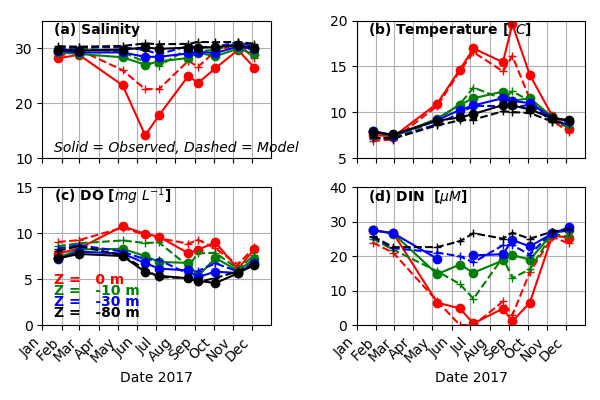 (a) Salinity
30
20
10
Solid = Observed, Dashed = Model
(b) Temperature [°C]
20
15
10
5
(c) DO [mg L⁻¹]
15
10
5
0
Z = 0 m
Z = -10 m
Z = -30 m
Z = -80 m
Jan Feb Mar Apr May Jun Jul Aug Sep Oct Nov Dec
Date 2017
(d) DIN [μM]
40
30
20
10
0
Jan Feb Mar Apr May Jun Jul Aug Sep Oct Nov Dec
Date 2017